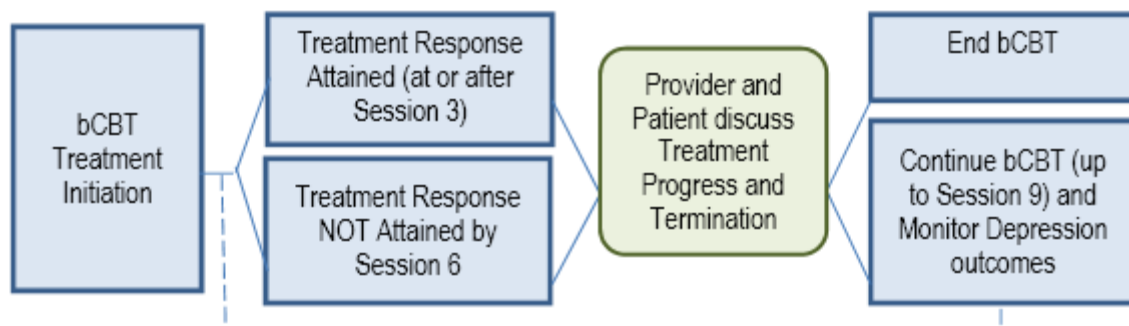 bCBT
Treatment
Initiation
Treatment Response
Attained (at or after
Session 3)
Treatment Response
NOT Attained by
Session 6
Provider and
Patient discuss
Treatment
Progress and
Termination
End bCBT
Continue bCBT (up
to Session 9) and
Monitor Depression
outcomes